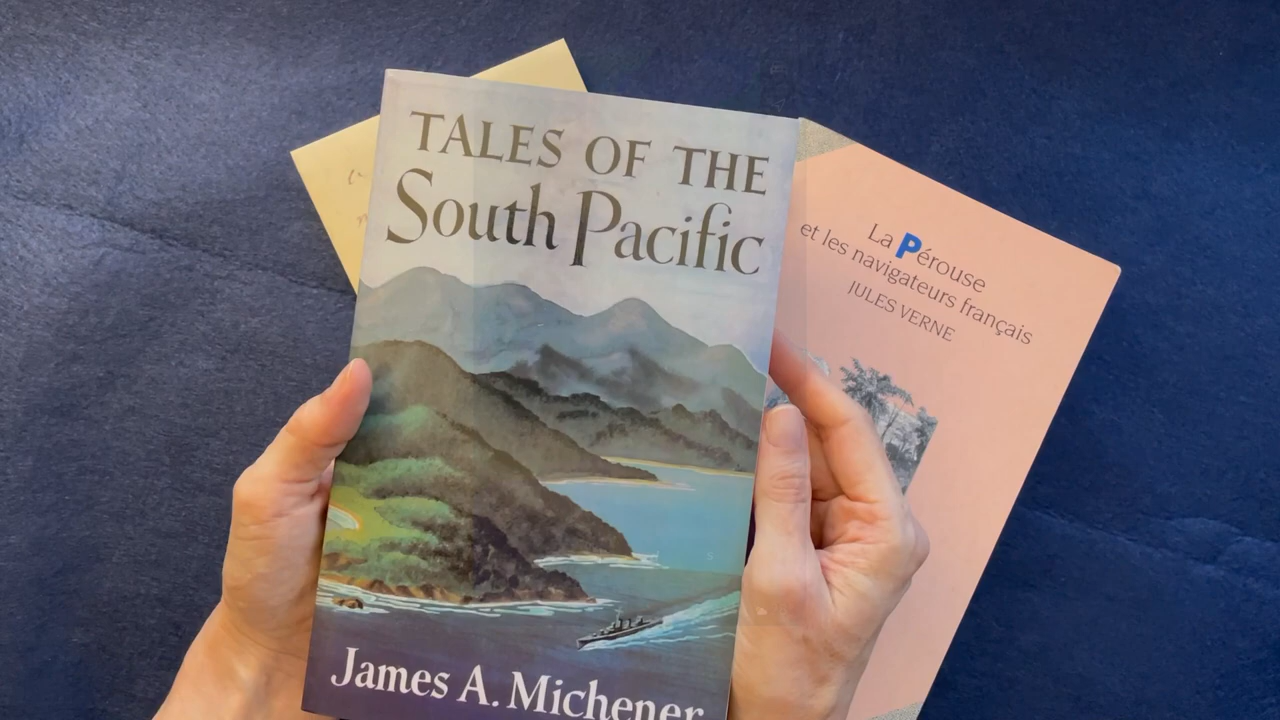 TALES OF THE
South Pacific
James A. Michener
La Pérouse
et les navigateurs français
JULES VERNE